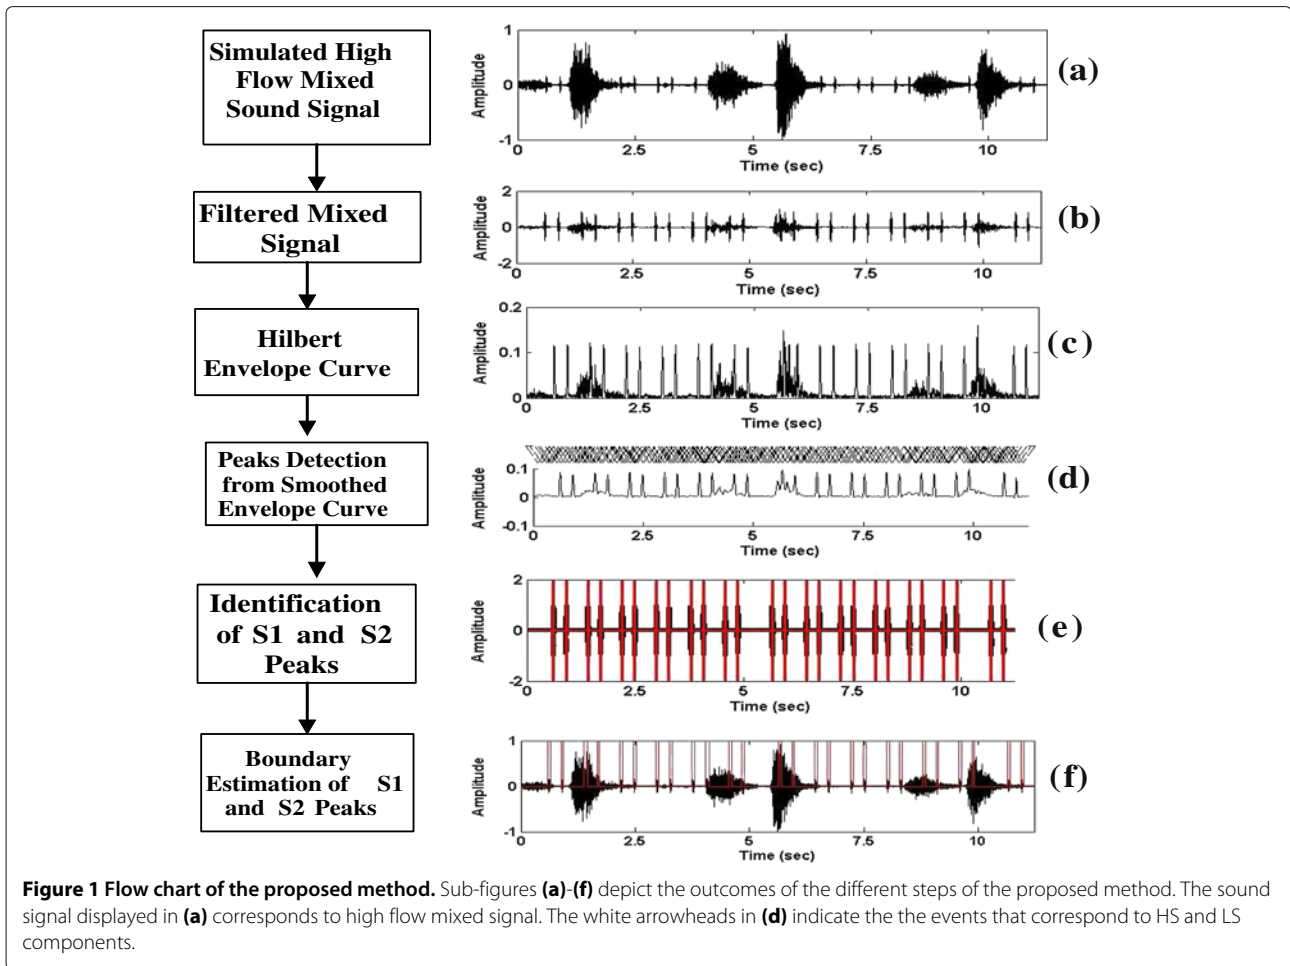 Simulated High
Flow Mixed
Sound Signal
Amplitude
1
0
-1
0
2.5
5
7.5
10
Time (sec)
(a)
Filtered Mixed
Signal
Amplitude
2
0
-2
0
2.5
5
7.5
10
Time (sec)
(b)
Hilbert
Envelope Curve
Amplitude
0.2
0.1
0
0
2.5
5
7.5
10
Time (sec)
(c)
Peaks Detection
from Smoothed
Envelope Curve
Amplitude
0.1
0
-0.1
0
2.5
5
7.5
10
Time (sec)
(d)
Identification
of S1 and S2
Peaks
Amplitude
2
0
-2
0
2.5
5
7.5
10
Time (sec)
(e)
Boundary
Estimation of S1
and S2 Peaks
Amplitude
1
0
-1
0
2.5
5
7.5
10
Time (sec)
(f)
Figure 1 Flow chart of the proposed method. Sub-figures (a)-(f) depict the outcomes of the different steps of the proposed method. The sound
signal displayed in (a) corresponds to high flow mixed signal. The white arrowheads in (d) indicate the the events that correspond to HS and LS
components.